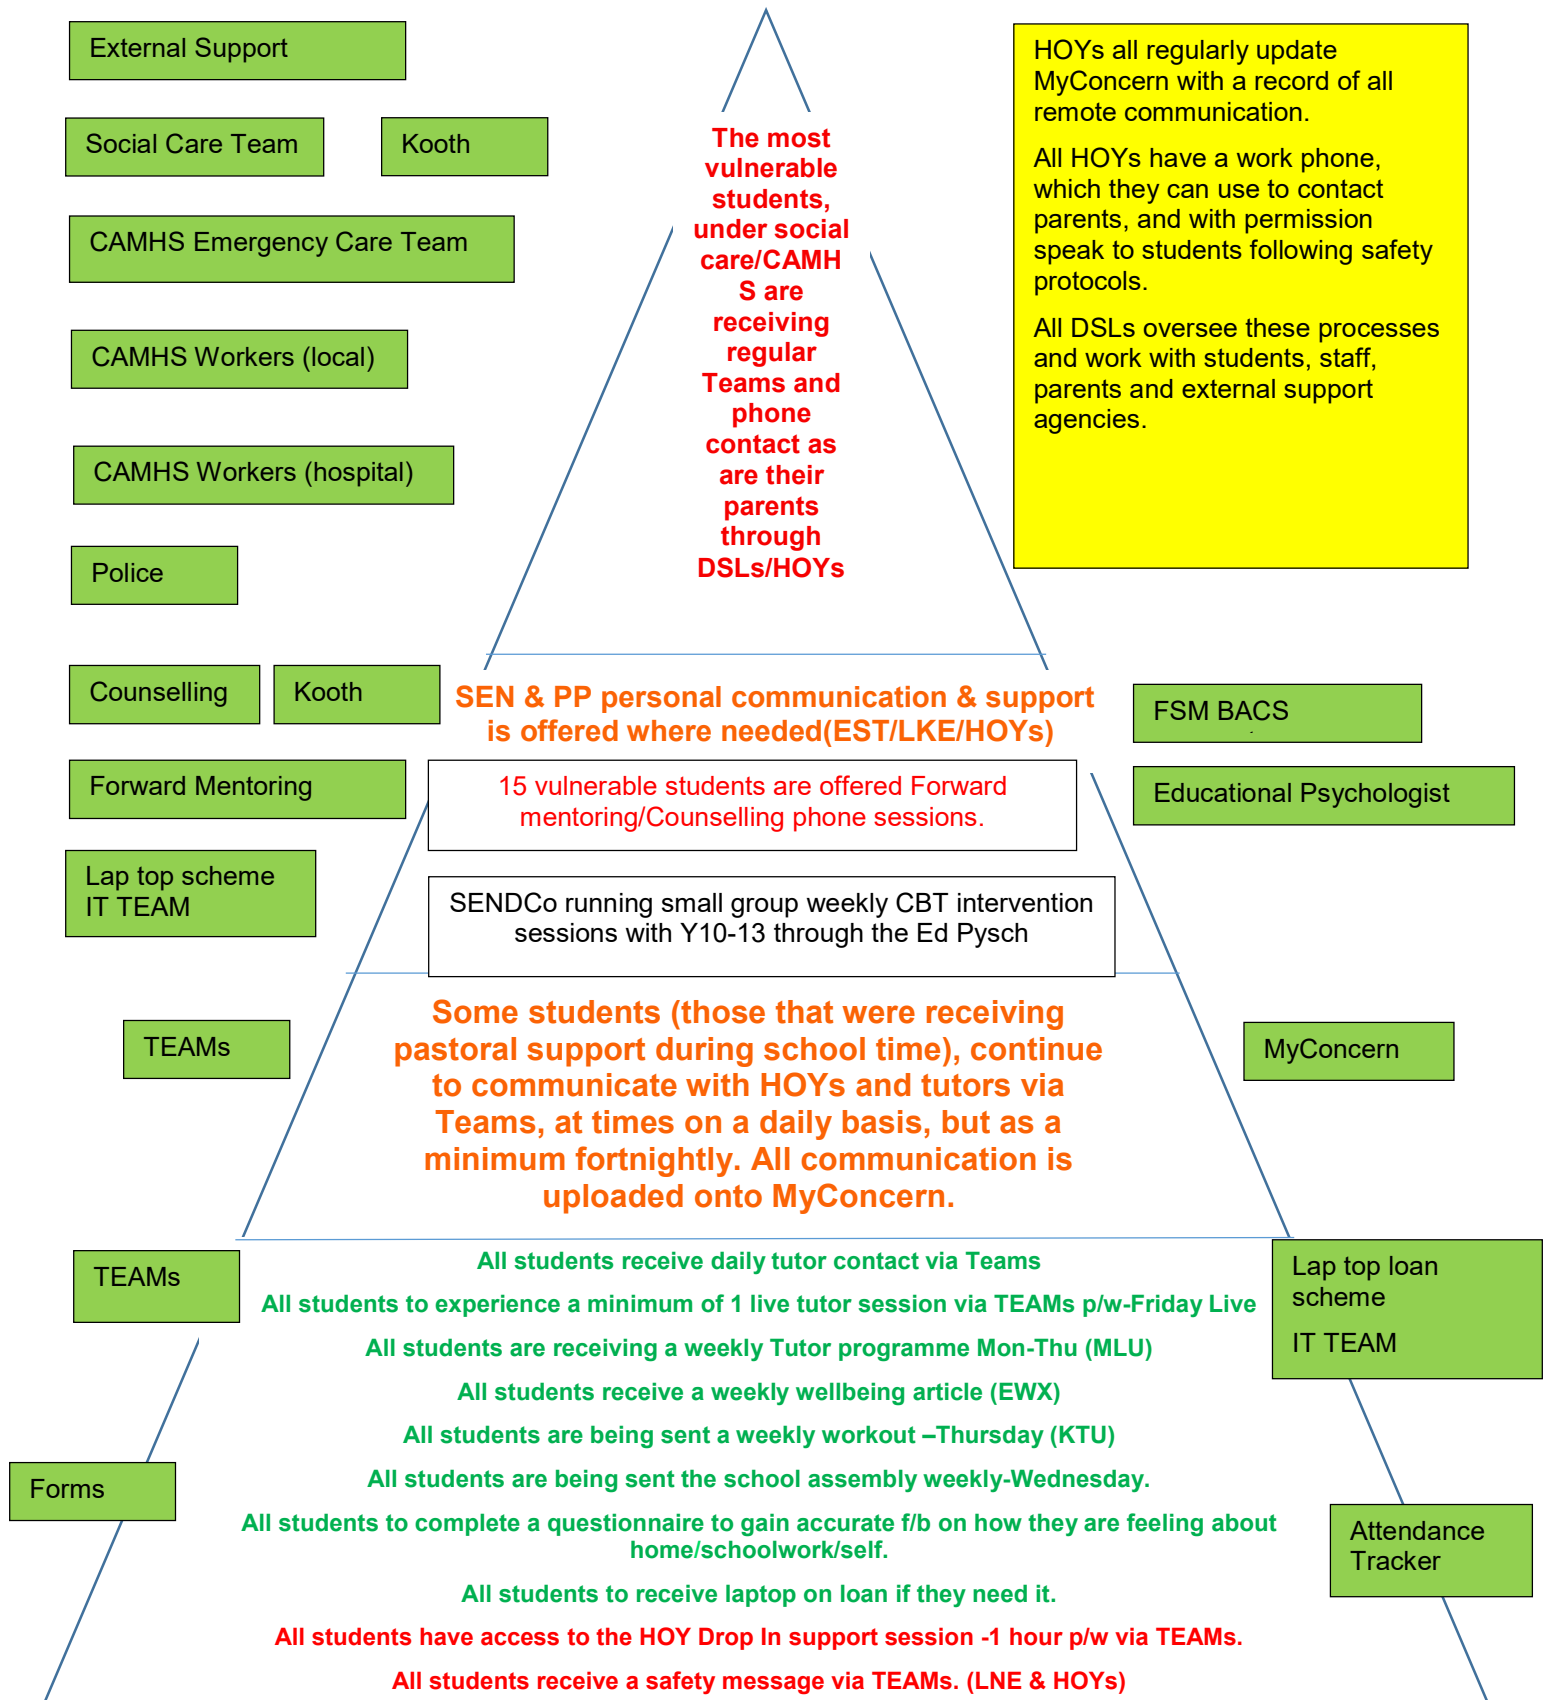 External Support
Social Care Team
Kooth
CAMHS Emergency Care Team
CAMHS Workers (local)
CAMHS Workers (hospital)
Police
The most
vulnerable
students,
under social
care/CAMH
S are
receiving
regular
Teams and
phone
contact as
are their
parents
through
DSLs/HOYs
HOYs all regularly update
MyConcern with a record of all
remote communication.
All HOYs have a work phone,
which they can use to contact
parents, and with permission
speak to students following safety
protocols.
All DSLs oversee these processes
and work with students, staff,
parents and external support
agencies.
Counselling
Kooth
SEN & PP personal communication & support
is offered where needed(EST/LKE/HOYs)
FSM BACS
Forward Mentoring
15 vulnerable students are offered Forward
mentoring/Counselling phone sessions.
Educational Psychologist
Lap top scheme
IT TEAM
SENDCo running small group weekly CBT intervention
sessions with Y10-13 through the Ed Pysch
TEAMs
Some students (those that were receiving
pastoral support during school time), continue
to communicate with HOYs and tutors via
Teams, at times on a daily basis, but as a
minimum fortnightly. All communication is
uploaded onto MyConcern.
MyConcern
TEAMs
All students receive daily tutor contact via Teams
All students to experience a minimum of 1 live tutor session via TEAMs p/w-Friday Live
All students are receiving a weekly Tutor programme Mon-Thu (MLU)
All students receive a weekly wellbeing article (EWX)
All students are being sent a weekly workout –Thursday (KTU)
All students are being sent the school assembly weekly-Wednesday.
All students to complete a questionnaire to gain accurate f/b on how they are feeling about
home/schoolwork/self.
All students to receive laptop on loan if they need it.
All students have access to the HOY Drop In support session -1 hour p/w via TEAMs.
All students receive a safety message via TEAMs. (LNE & HOYs)
Lap top loan
scheme
IT TEAM
Forms
Attendance
Tracker